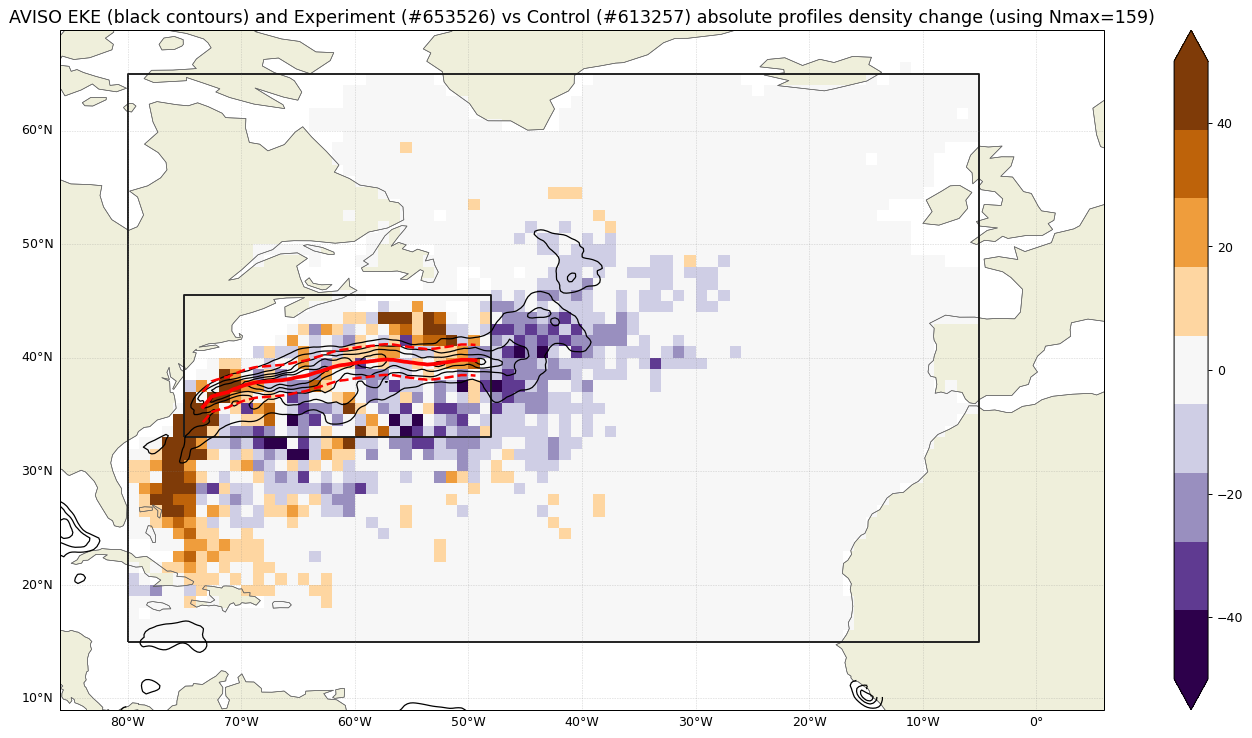 AVISO EKE (black contours) and Experiment (#653526) vs Control (#613257) absolute profiles density change (using Nmax=159)
60°N
50°N
40°N
30°N
20°N
10°N
80°W
70°W
60°W
50°W
40°W
30°W
20°W
10°W
0°
40
20
0
−20
−40